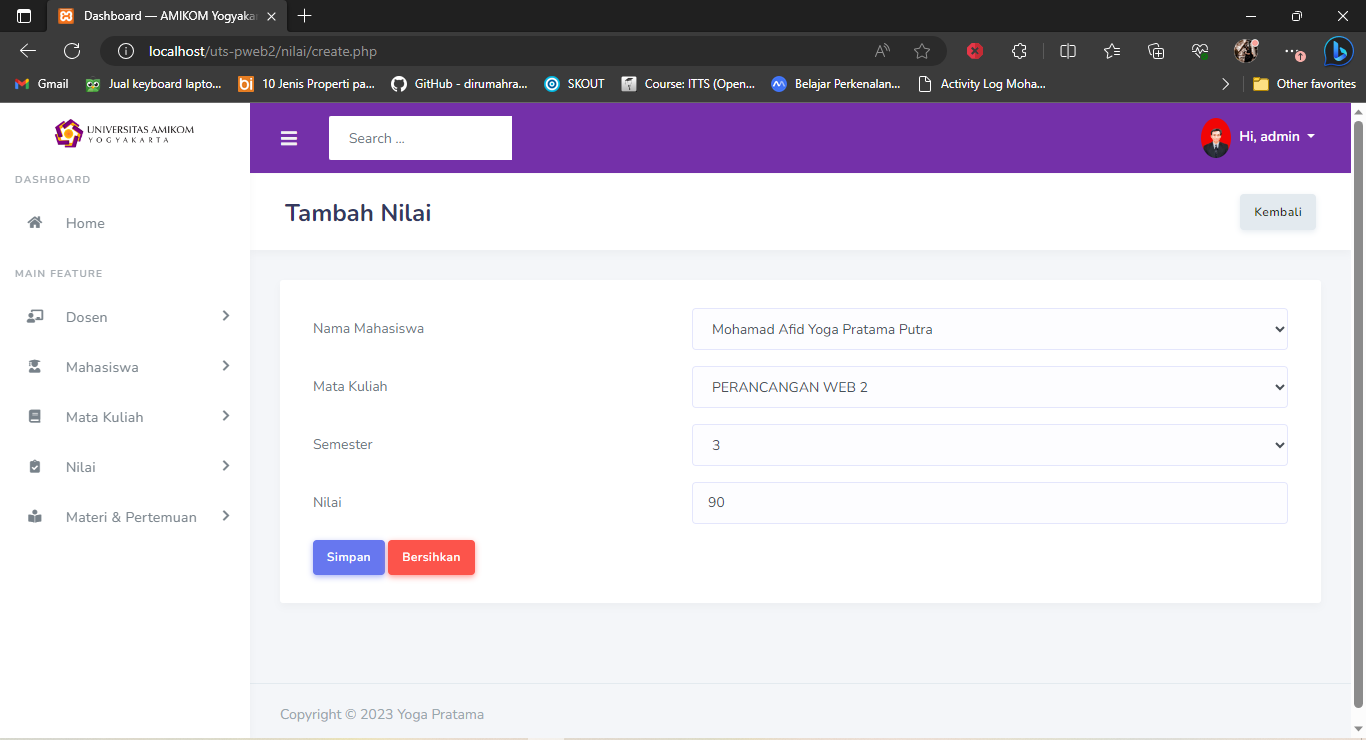 Dashboard — AMIKOM Yogyaka
localhost/uts-pweb2/nilai/create.php
Gmail
Jual keyboard lapto...
10 Jenis Properti pa...
GitHub - dirumahra...
SKOUT
Course: ITTS (Open...
Belajar Perkenalan...
Activity Log Moha...
Other favorites
UNIVERSITAS AMIKOM
YOGYAKARTA
Search ...
Hi, admin
DASHBOARD
Home
MAIN FEATURE
Dosen
Mahasiswa
Mata Kuliah
Nilai
Materi & Pertemuan
Tambah Nilai
Kembali
Nama Mahasiswa
Mohamad Afid Yoga Pratama Putra
Mata Kuliah
PERANCANGAN WEB 2
Semester
3
Nilai
90
Simpan
Bersihkan
Copyright © 2023 Yoga Pratama